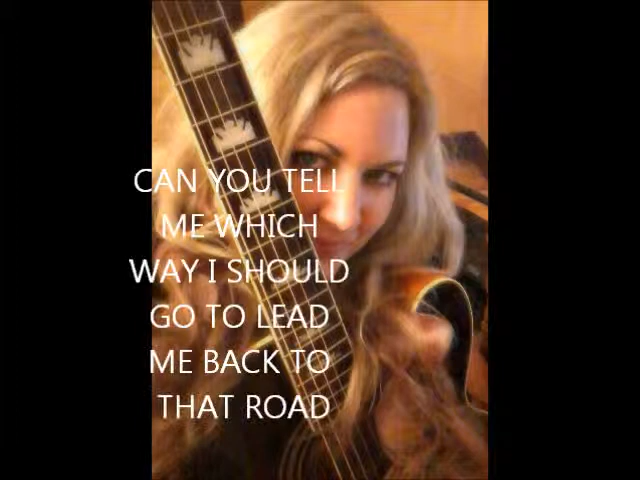 CAN YOU TELL
ME WHICH
WAY I SHOULD
GO TO LEAD
ME BACK TO
THAT ROAD